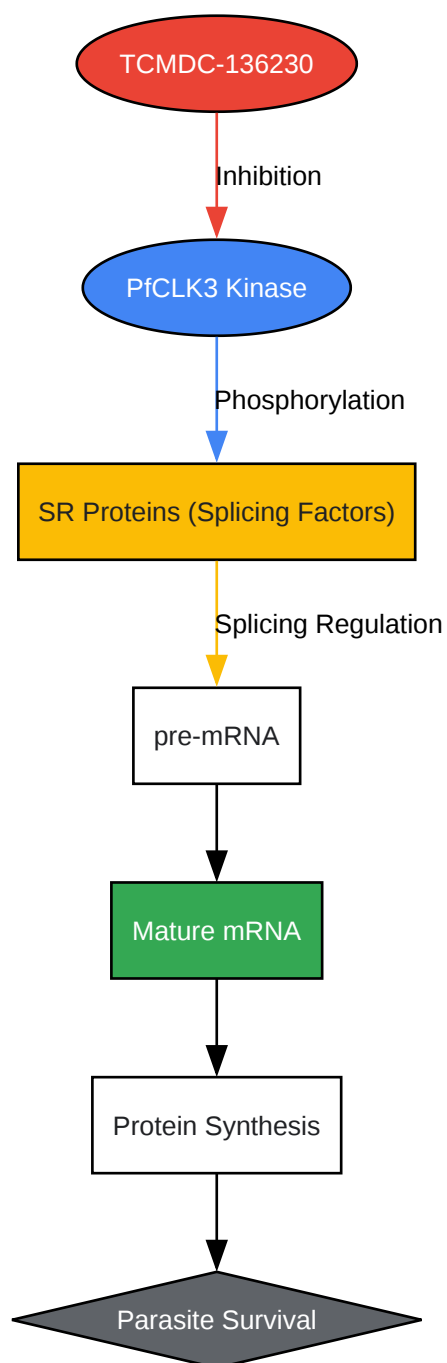 TCMDC-136230
Inhibition
PfCLK3 Kinase
Phosphorylation
SR Proteins (Splicing Factors)
Splicing Regulation
pre-mRNA
Mature mRNA
Protein Synthesis
Parasite Survival